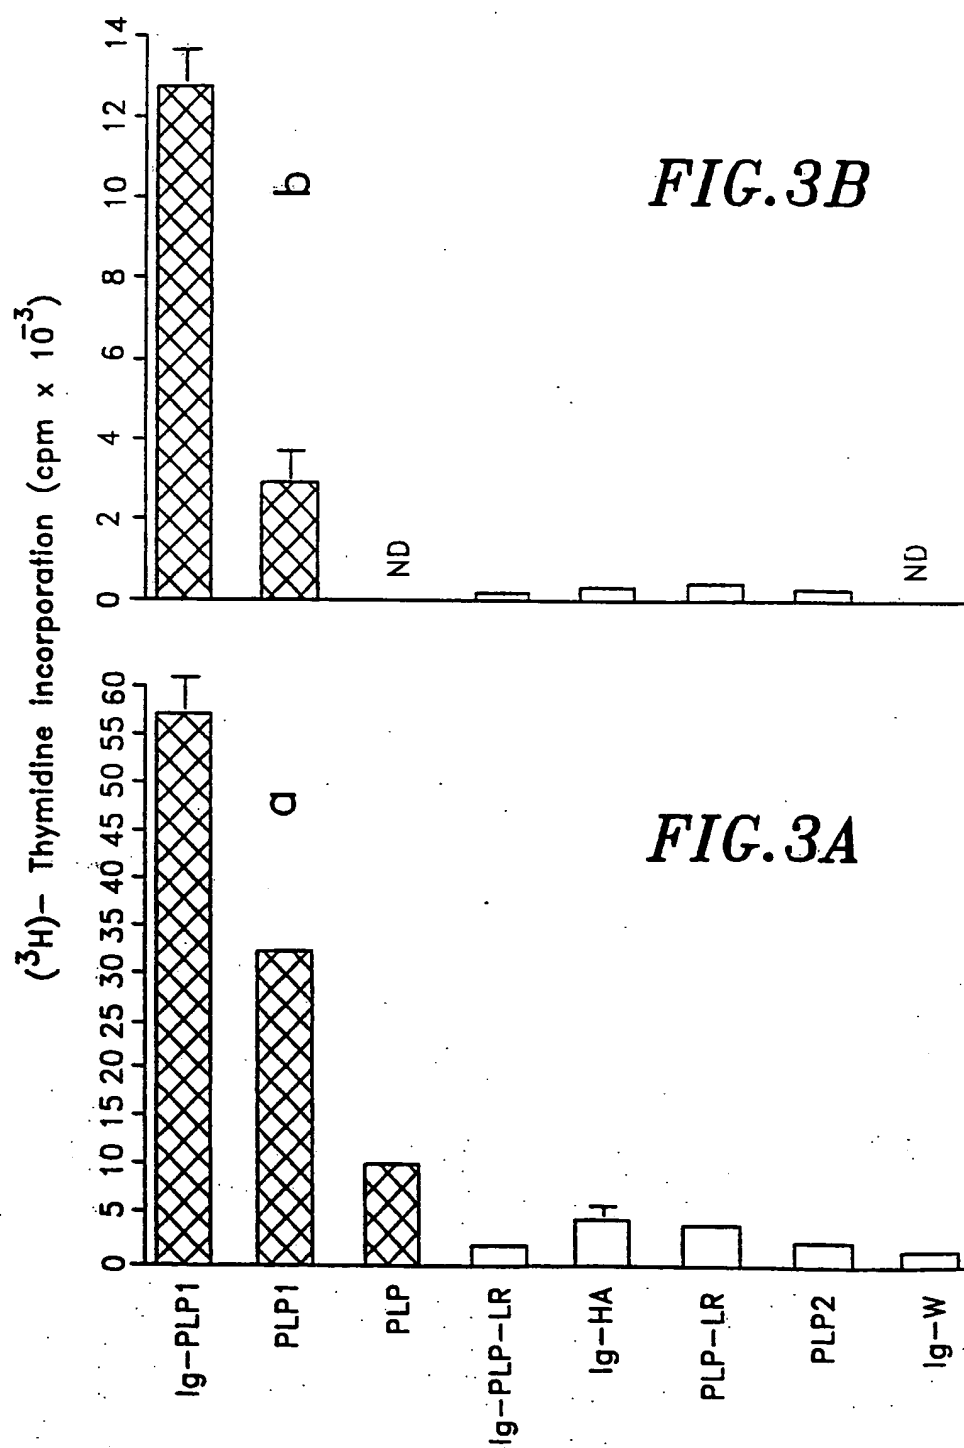 (³H)– Thymidine incorporation (cpm x 10⁻³)
0 2 4 6 8 10 12 14
b
ND
ND
FIG.3B
0 5 10 15 20 25 30 35 40 45 50 55 60
a
FIG.3A
Ig–PLP1
PLP1
PLP
Ig–PLP–LR
Ig–HA
PLP–LR
PLP2
Ig–W